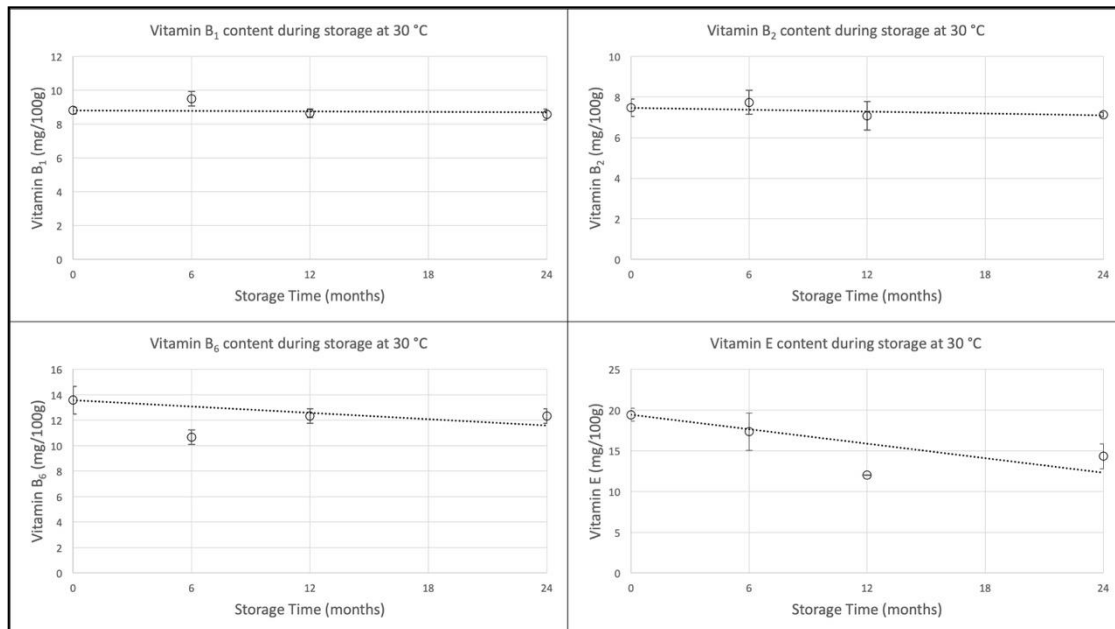 Vitamin B₁ content during storage at 30 °C
12
10
8
6
4
2
0
Vitamin B₁ (mg/100g)
0 6 12 18 24
Storage Time (months)
Vitamin B₂ content during storage at 30 °C
10
8
6
4
2
0
Vitamin B₂ (mg/100g)
0 6 12 18 24
Storage Time (months)
Vitamin B₆ content during storage at 30 °C
16
14
12
10
8
6
4
2
0
Vitamin B₆ (mg/100g)
0 6 12 18 24
Storage Time (months)
Vitamin E content during storage at 30 °C
25
20
15
10
5
0
Vitamin E (mg/100g)
0 6 12 18 24
Storage Time (months)